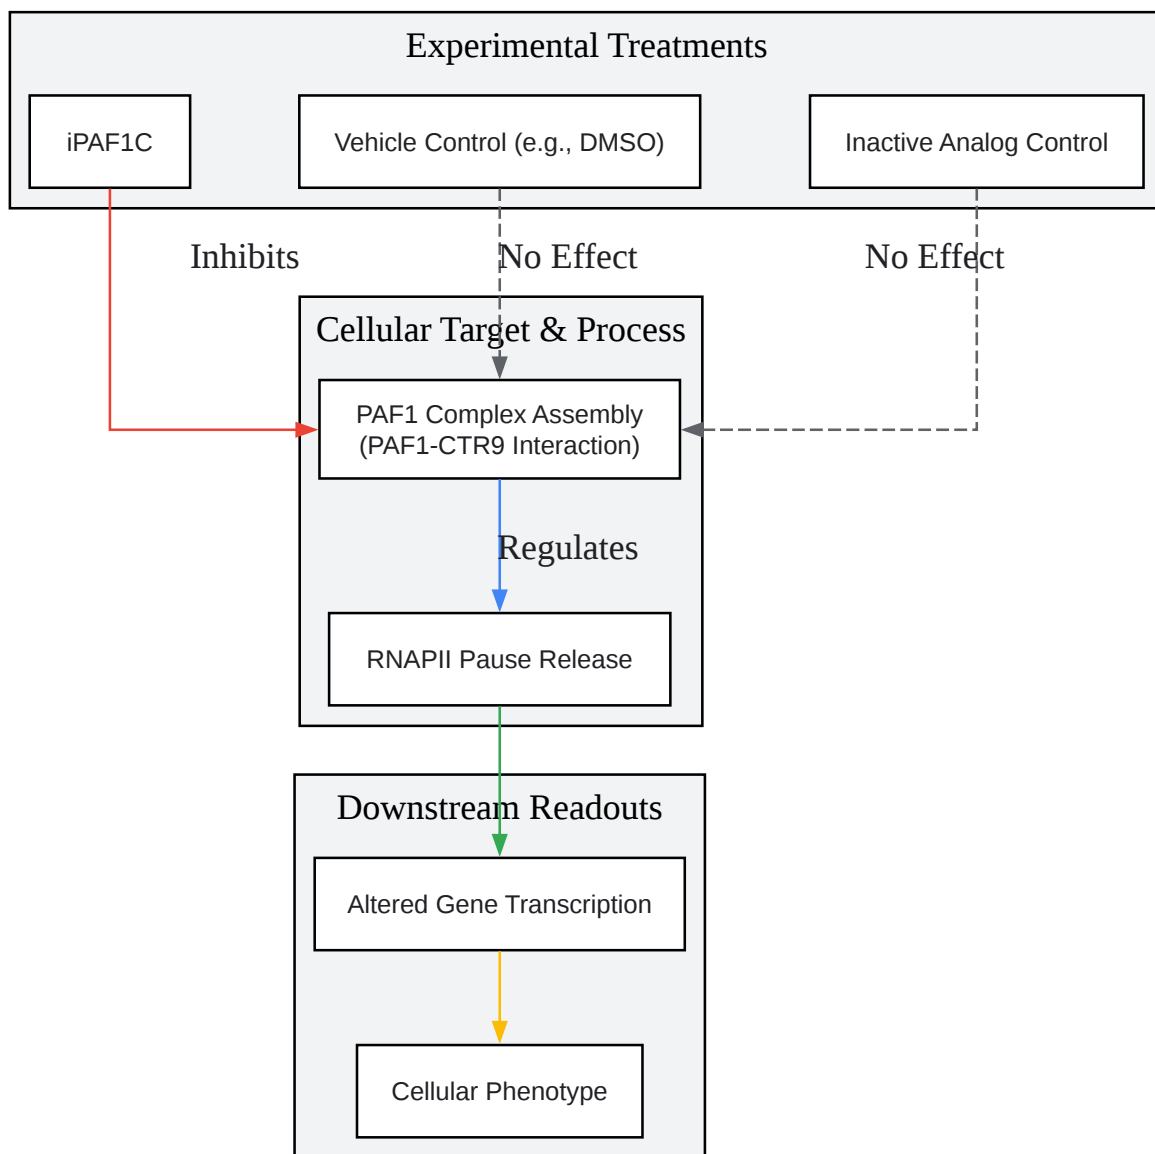 Experimental Treatments
iPAF1C
Vehicle Control (e.g., DMSO)
Inactive Analog Control
Inhibits
No Effect
No Effect
Cellular Target & Process
PAF1 Complex Assembly
(PAF1-CTR9 Interaction)
Regulates
RNAPII Pause Release
Downstream Readouts
Altered Gene Transcription
Cellular Phenotype